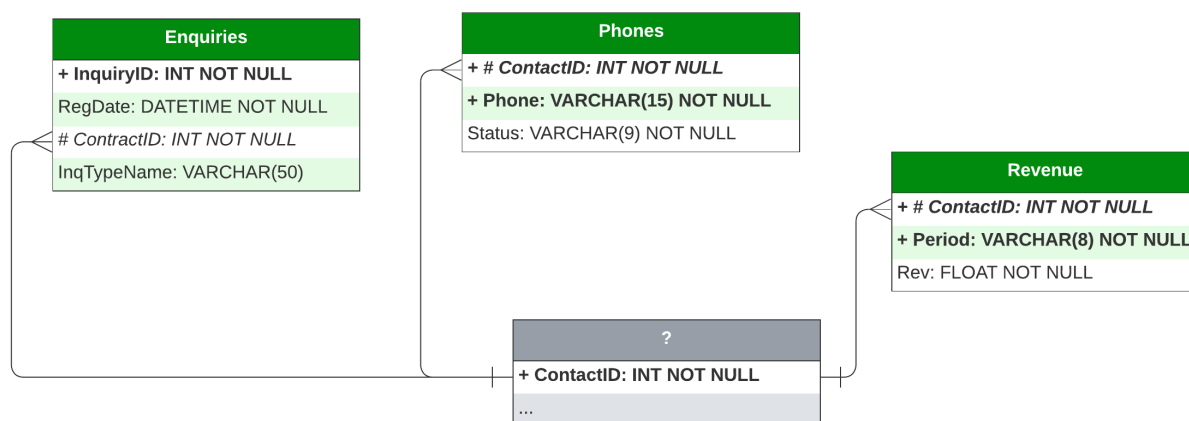 Enquiries
+ InquiryID: INT NOT NULL
RegDate: DATETIME NOT NULL
# ContractID: INT NOT NULL
InqTypeName: VARCHAR(50)
Phones
+ # ContactID: INT NOT NULL
+ Phone: VARCHAR(15) NOT NULL
Status: VARCHAR(9) NOT NULL
Revenue
+ # ContactID: INT NOT NULL
+ Period: VARCHAR(8) NOT NULL
Rev: FLOAT NOT NULL
?
+ ContactID: INT NOT NULL
...